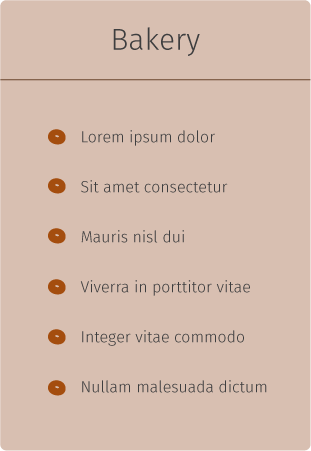 Bakery
Lorem ipsum dolor
Sit amet consectetur
Mauris nisl dui
Viverra in porttitor vitae
Integer vitae commodo
Nullam malesuada dictum